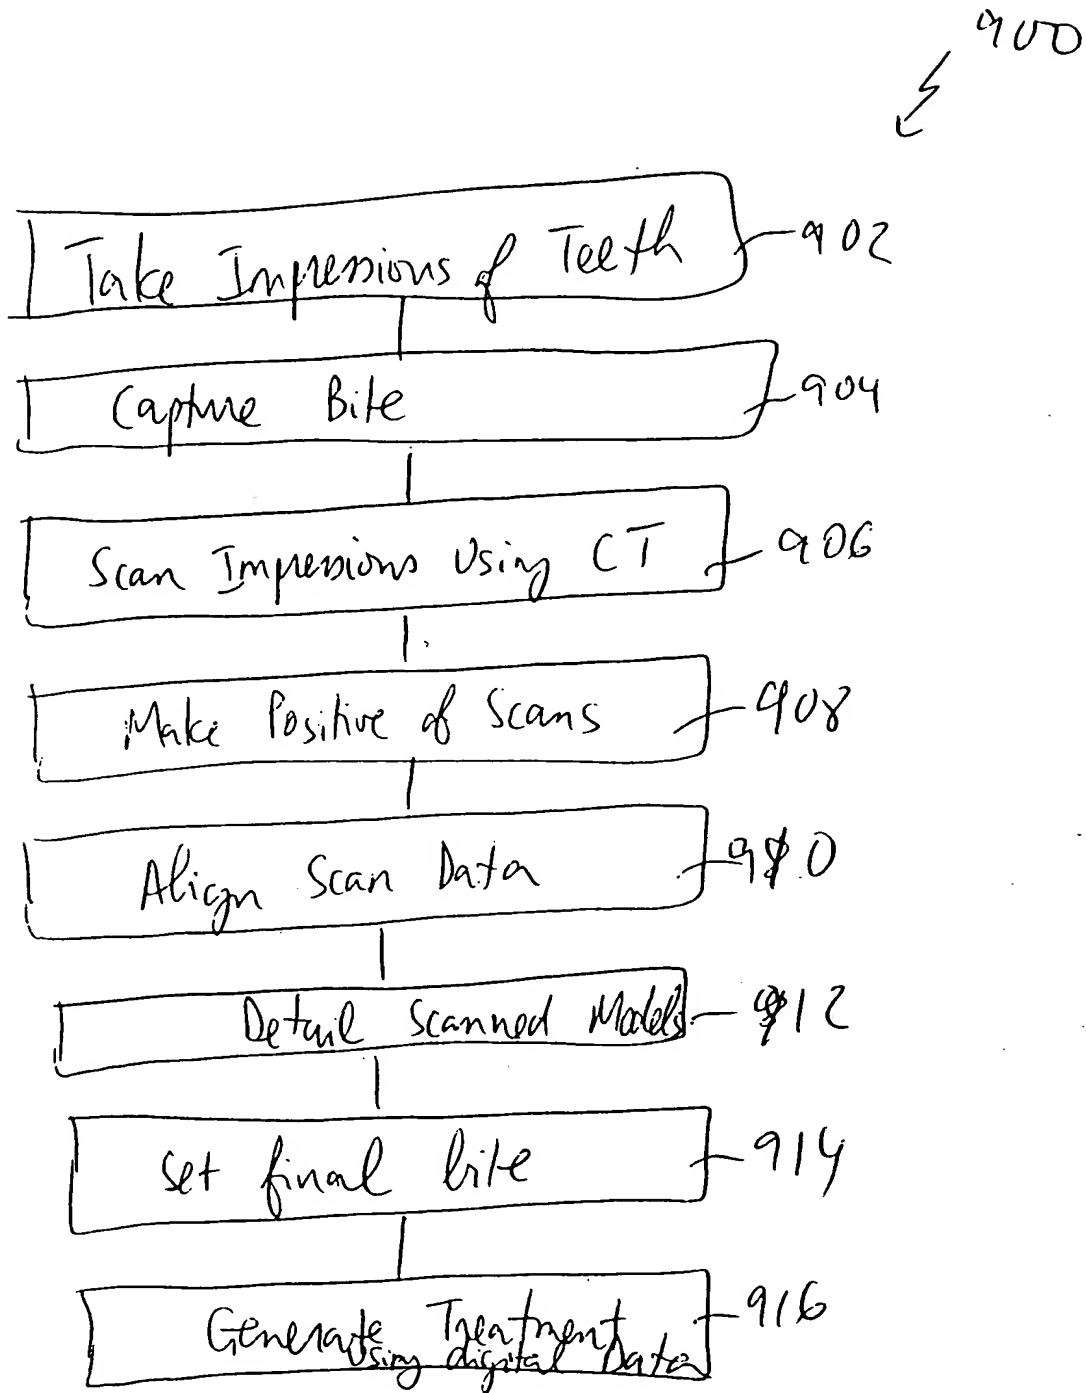 900
Take Impressions of Teeth 902
Capture Bite 904
Scan Impressions Using CT 906
Make Positive of Scans 908
Align Scan Data 910
Detail Scanned Models 912
Set final bite 914
Generate Treatment 916
Using digital Data